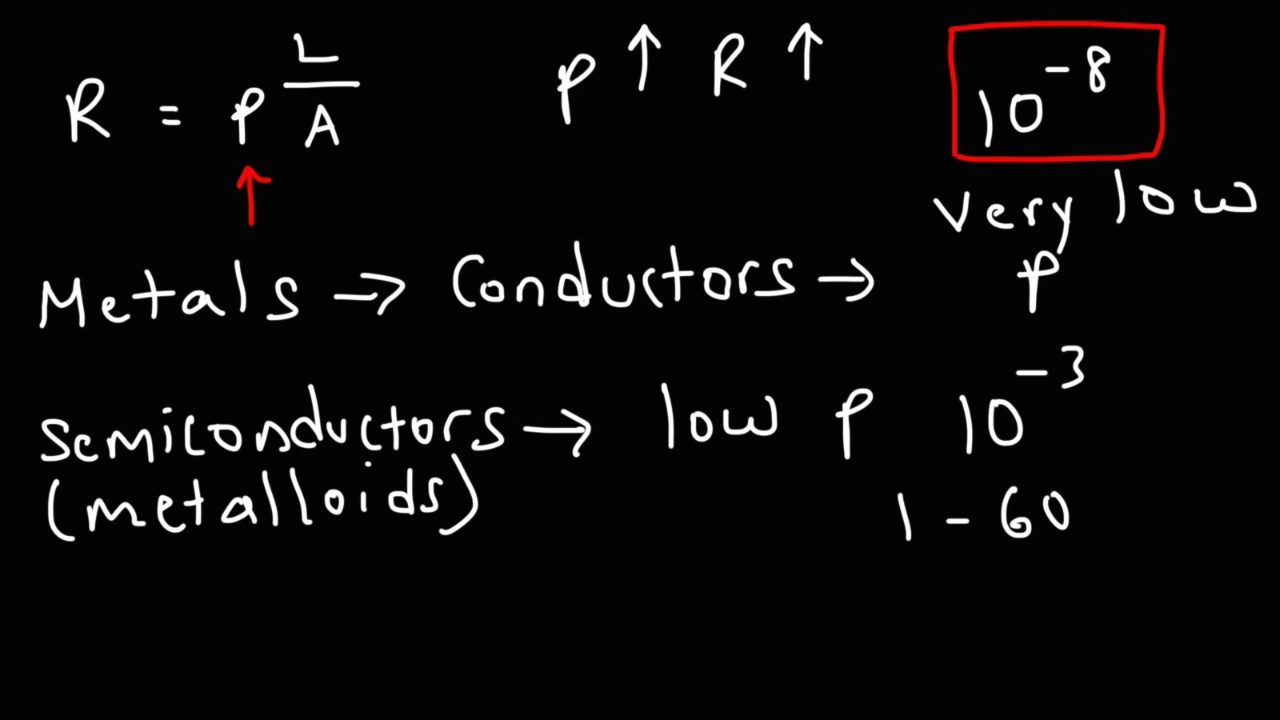 R = ρ L/A ρ ↑ R ↑ 10⁻⁸
very low
Metals → Conductors → ρ
Semiconductors → low ρ 10⁻³
(metalloids) 1 - 60